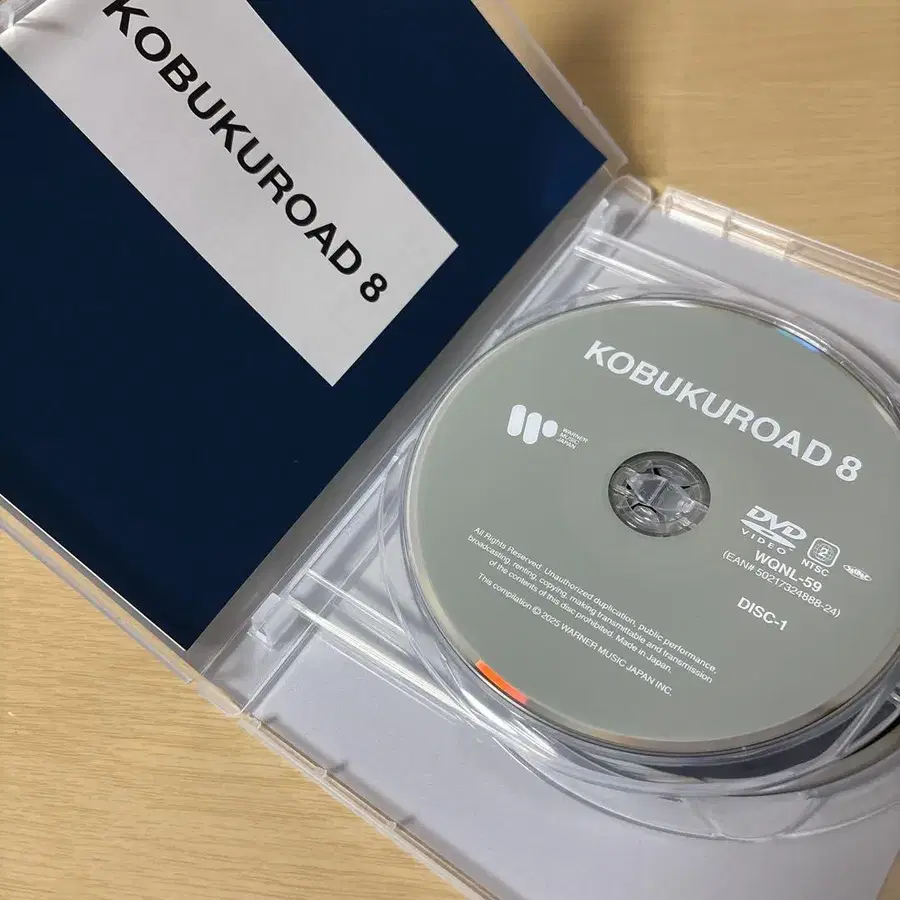 KOBUKUROAD 8
KOBUKUROAD 8
WARNER
MUSIC
JAPAN
DVD
VIDEO
2
NTSC
WQNL-59
(EAN# 50217324888-24)
DISC-1
All Rights Reserved. Unauthorized duplication, public performance,
broadcasting, renting, copying, making transmittable and transmission
of the contents of this disc prohibited. Made in Japan.
This compilation ℗© 2025 WARNER MUSIC JAPAN INC.